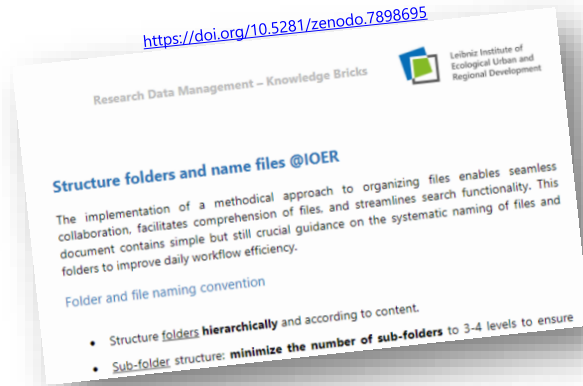 https://doi.org/10.5281/zenodo.7898695
Research Data Management – Knowledge Bricks
Leibniz Institute of
Ecological Urban and
Regional Development
Structure folders and name files @IOER
The implementation of a methodical approach to organizing files enables seamless
collaboration, facilitates comprehension of files, and streamlines search functionality. This
document contains simple but still crucial guidance on the systematic naming of files and
folders to improve daily workflow efficiency.
Folder and file naming convention
• Structure folders hierarchically and according to content.
• Sub-folder structure: minimize the number of sub-folders to 3-4 levels to ensure